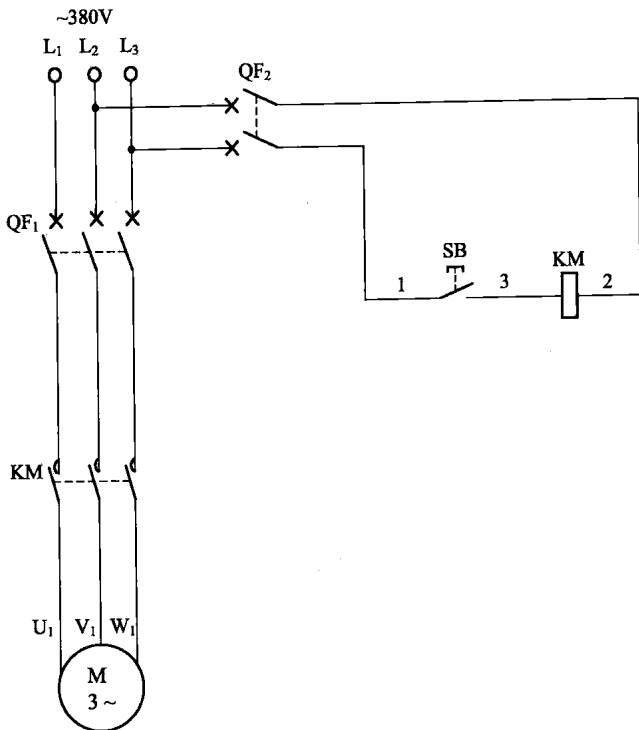 ~380V
L₁ L₂ L₃
QF₂
QF₁
SB
KM
1 3 2
KM
U₁ V₁ W₁
M
3 ~